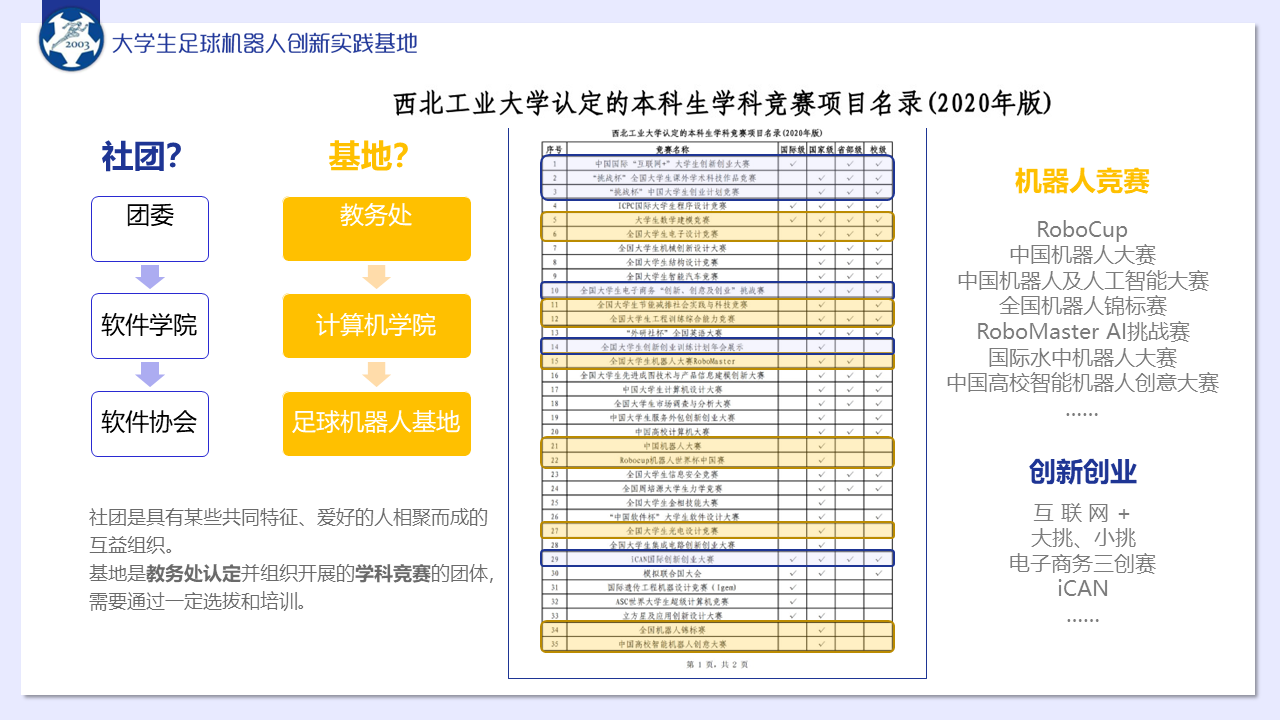 2003
大学生足球机器人创新实践基地
西北工业大学认定的本科生学科竞赛项目名录(2020年版)
社团?
团委
软件学院
软件协会
基地?
教务处
计算机学院
足球机器人基地
社团是具有某些共同特征、爱好的人相聚而成的
互益组织。
基地是教务处认定并组织开展的学科竞赛的团体,
需要通过一定选拔和培训。
西北工业大学认定的本科生学科竞赛项目名录(2020年版)
序号 竞赛名称 国际级 国家级 省部级 校级
1 中国国际“互联网+”大学生创新创业大赛 ✓ ✓ ✓
2 “挑战杯”全国大学生课外学术科技作品竞赛 ✓ ✓ ✓
3 “挑战杯”中国大学生创业计划竞赛 ✓ ✓ ✓
4 ICPC国际大学生程序设计竞赛 ✓ ✓ ✓ ✓
5 大学生数学建模竞赛 ✓ ✓ ✓ ✓
6 全国大学生电子设计竞赛 ✓ ✓ ✓
7 全国大学生机械创新设计大赛 ✓ ✓ ✓
8 全国大学生结构设计竞赛 ✓ ✓ ✓
9 全国大学生智能汽车竞赛 ✓ ✓ ✓
10 全国大学生电子商务“创新、创意及创业”挑战赛 ✓ ✓ ✓
11 全国大学生节能减排社会实践与科技竞赛 ✓ ✓
12 全国大学生工程训练综合能力竞赛 ✓ ✓ ✓
13 “外研社杯”全国英语大赛 ✓ ✓ ✓
14 全国大学生创新创业训练计划年会展示 ✓
15 全国大学生机器人大赛RoboMaster ✓ ✓
16 全国大学生先进成图技术与产品信息建模创新大赛 ✓ ✓ ✓
17 中国大学生计算机设计大赛 ✓ ✓ ✓
18 全国大学生市场调查与分析大赛 ✓ ✓ ✓
19 中国大学生服务外包创新创业大赛 ✓ ✓
20 中国高校计算机大赛 ✓ ✓ ✓
21 中国机器人大赛 ✓
22 Robocup机器人世界杯中国赛 ✓
23 全国大学生信息安全竞赛 ✓ ✓ ✓
24 全国周培源大学生力学竞赛 ✓ ✓ ✓
25 全国大学生金相技能大赛 ✓
26 “中国软件杯”大学生软件设计大赛 ✓ ✓
27 全国大学生光电设计竞赛 ✓
28 全国大学生集成电路创新创业大赛 ✓
29 iCAN国际创新创业大赛 ✓ ✓ ✓ ✓
30 模拟联合国大会 ✓ ✓ ✓
31 国际遗传工程机器设计竞赛(Igem) ✓
32 ASC世界大学生超级计算机竞赛 ✓
33 立方星及应用创新设计大赛 ✓ ✓
34 全国机器人锦标赛 ✓
35 中国高校智能机器人创意大赛 ✓
第 1 页, 共 2 页
机器人竞赛
RoboCup
中国机器人大赛
中国机器人及人工智能大赛
全国机器人锦标赛
RoboMaster AI挑战赛
国际水中机器人大赛
中国高校智能机器人创意大赛
......
创新创业
互 联 网 +
大挑、小挑
电子商务三创赛
iCAN
......